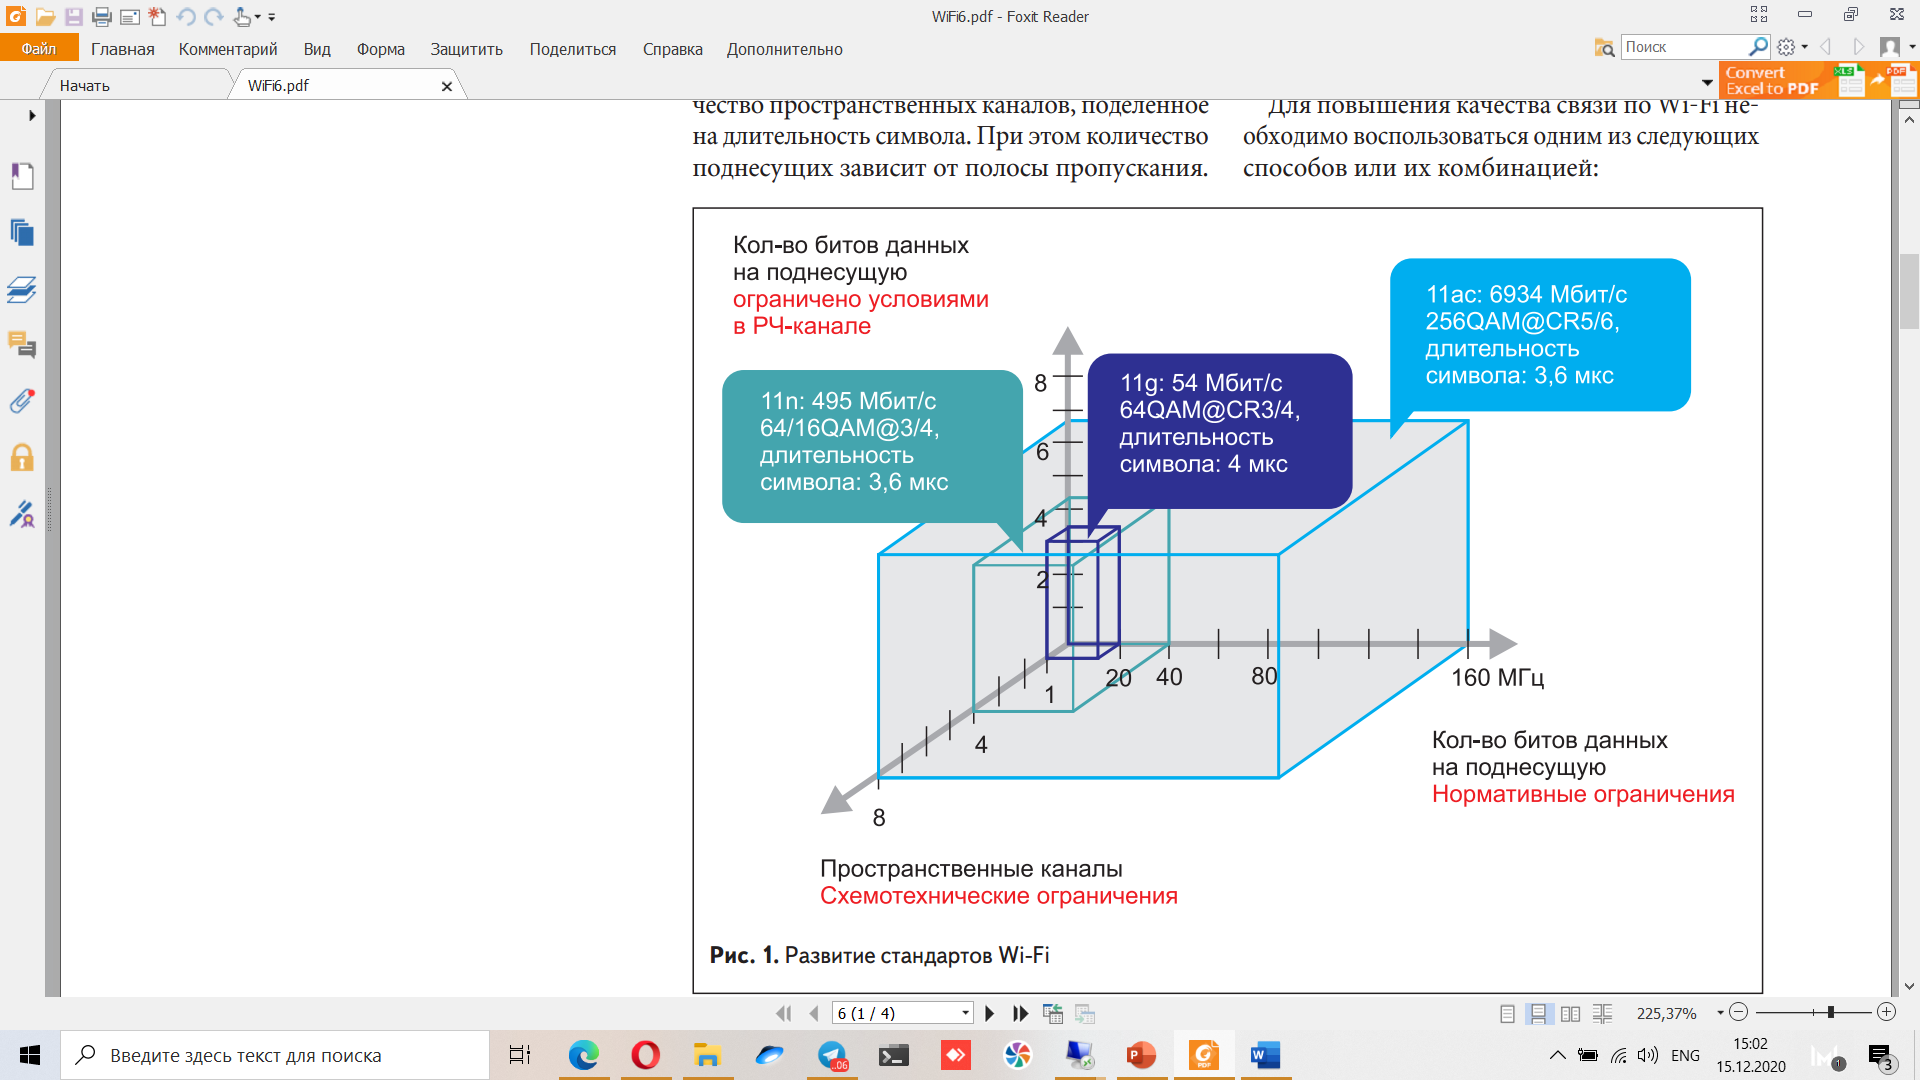 WiFi6.pdf - Foxit Reader
Файл Главная Комментарий Вид Форма Защитить Поделиться Справка Дополнительно
Поиск
Начать
WiFi6.pdf
Convert
Excel to PDF
XLS PDF
чество пространственных каналов, поделенное
на длительность символа. При этом количество
поднесущих зависит от полосы пропускания.
Для повышения качества связи по Wi-Fi не-
обходимо воспользоваться одним из следующих
способов или их комбинацией:
Кол-во битов данных
на поднесущую
ограничено условиями
в РЧ-канале
11ac: 6934 Мбит/с
256QAM@CR5/6,
длительность
символа: 3,6 мкс
11g: 54 Мбит/с
64QAM@CR3/4,
длительность
символа: 4 мкс
11n: 495 Мбит/с
64/16QAM@3/4,
длительность
символа: 3,6 мкс
8
6
4
2
20 40 80 160 МГц
1
4
8
Кол-во битов данных
на поднесущую
Нормативные ограничения
Пространственные каналы
Схемотехнические ограничения
Рис. 1. Развитие стандартов Wi-Fi
6 (1 / 4)
225,37%
Введите здесь текст для поиска
..06
PDF
ENG
15:02
15.12.2020
1
3